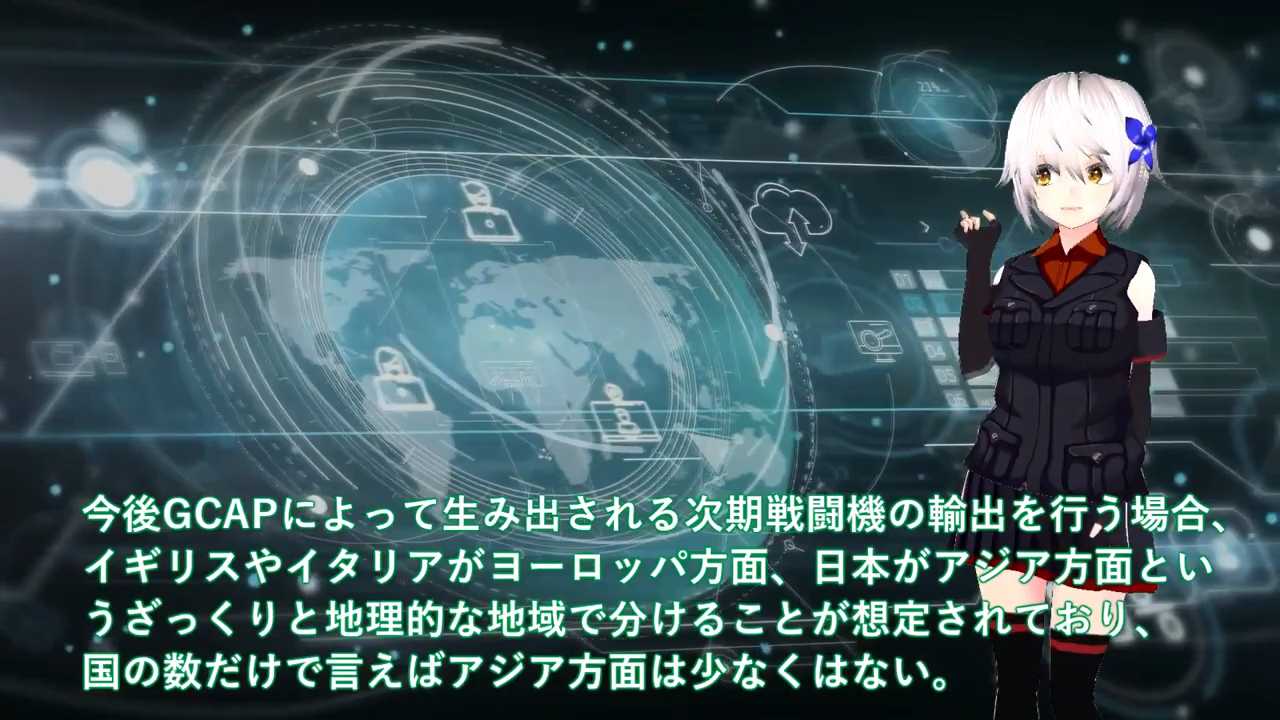 23%
01
04
05
06
今後GCAPによって生み出される次期戦闘機の輸出を行う場合、
イギリスやイタリアがヨーロッパ方面、日本がアジア方面とい
うざっくりと地理的な地域で分けることが想定されており、
国の数だけで言えばアジア方面は少なくはない。